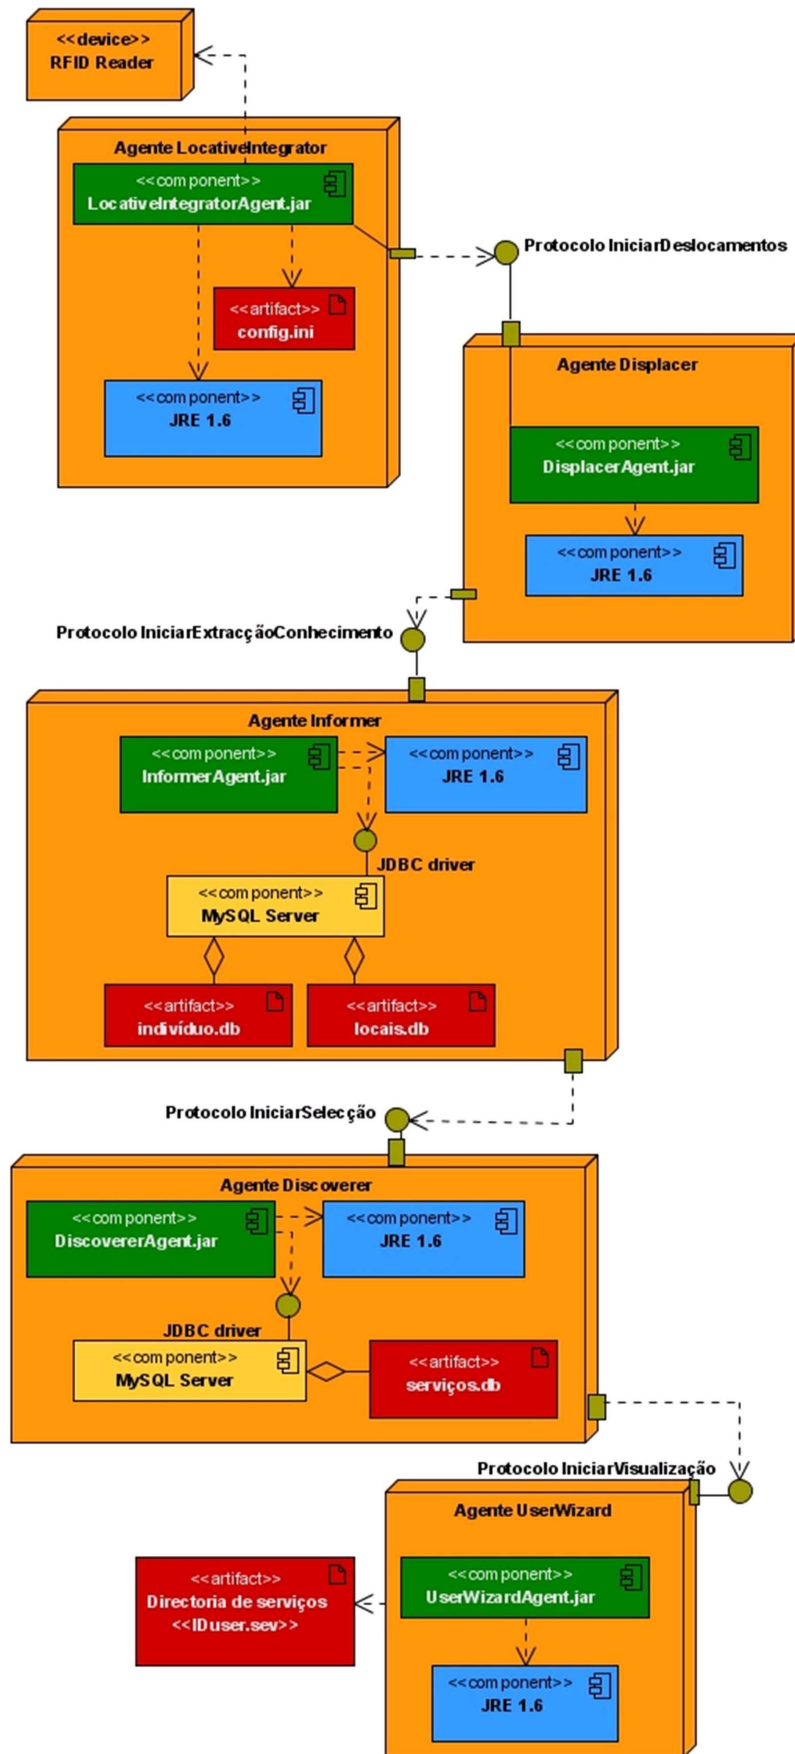 <<device>>
RFID Reader
Agente LocativeIntegrator
<<component>>
LocativeIntegratorAgent.jar
Protocolo IniciarDeslocamentos
<<artifact>>
config.ini
Agente Displacer
<<component>>
JRE 1.6
<<component>>
DisplacerAgent.jar
<<component>>
JRE 1.6
Protocolo IniciarExtracçãoConhecimento
Agente Informer
<<component>>
InformerAgent.jar
<<component>>
JRE 1.6
JDBC driver
<<component>>
MySQL Server
<<artifact>>
indivíduo.db
<<artifact>>
locais.db
Protocolo IniciarSelecção
Agente Discoverer
<<component>>
DiscovererAgent.jar
<<component>>
JRE 1.6
JDBC driver
<<component>>
MySQL Server
<<artifact>>
serviços.db
Protocolo IniciarVisualização
Agente UserWizard
<<artifact>>
Directoria de serviços
<<IDuser.sev>>
<<component>>
UserWizardAgent.jar
<<component>>
JRE 1.6